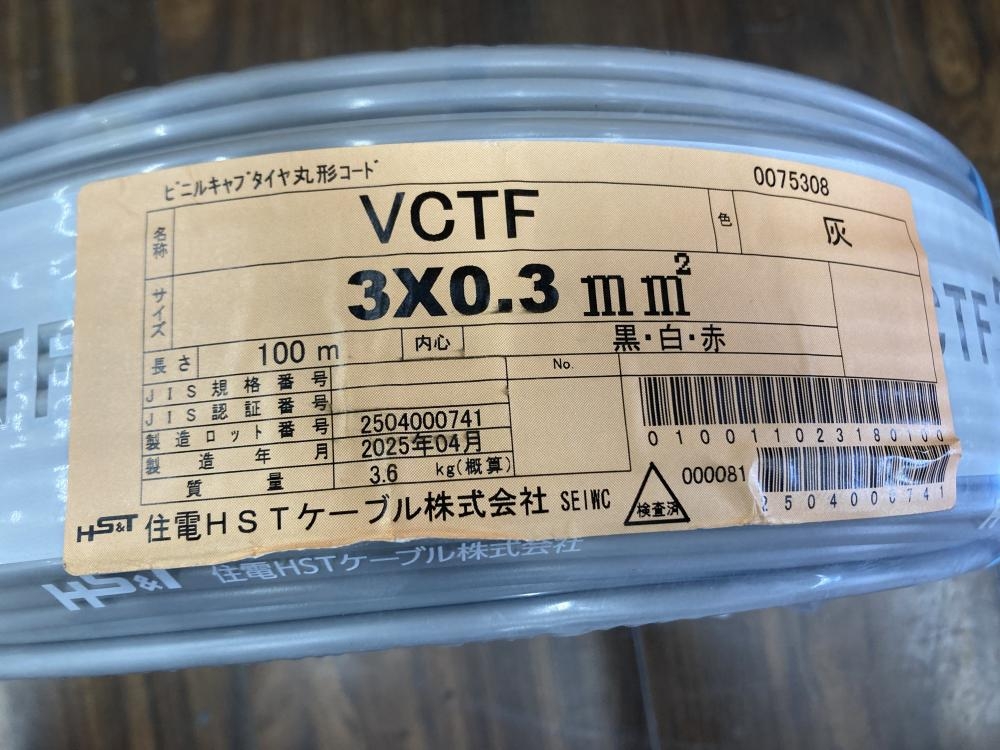 ビニルキャブタイヤ丸形コード 0075308
名称 VCTF 色 灰
サイズ 3X0.3 mm²
長さ 100 m 内心 黒・白・赤
JIS規格番号 No.
JIS認証番号
製造ロット番号 2504000741
製造年月 2025年04月
質量 3.6 kg(概算)
010011023180100
000081 検査済
2504000741
HS&T 住電HSTケーブル株式会社 SEIWC
HS&T 住電HSTケーブル株式会社